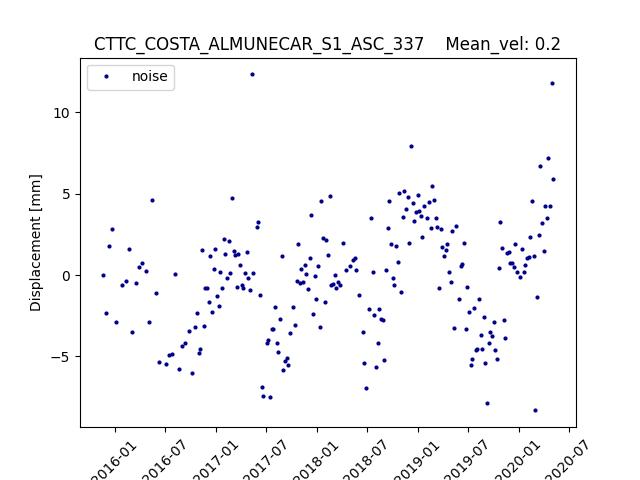 CTTC_COSTA_ALMUNECAR_S1_ASC_337    Mean_vel: 0.2
noise
Displacement [mm]
10
5
0
−5
2016-01 2016-07 2017-01 2017-07 2018-01 2018-07 2019-01 2019-07 2020-01 2020-07